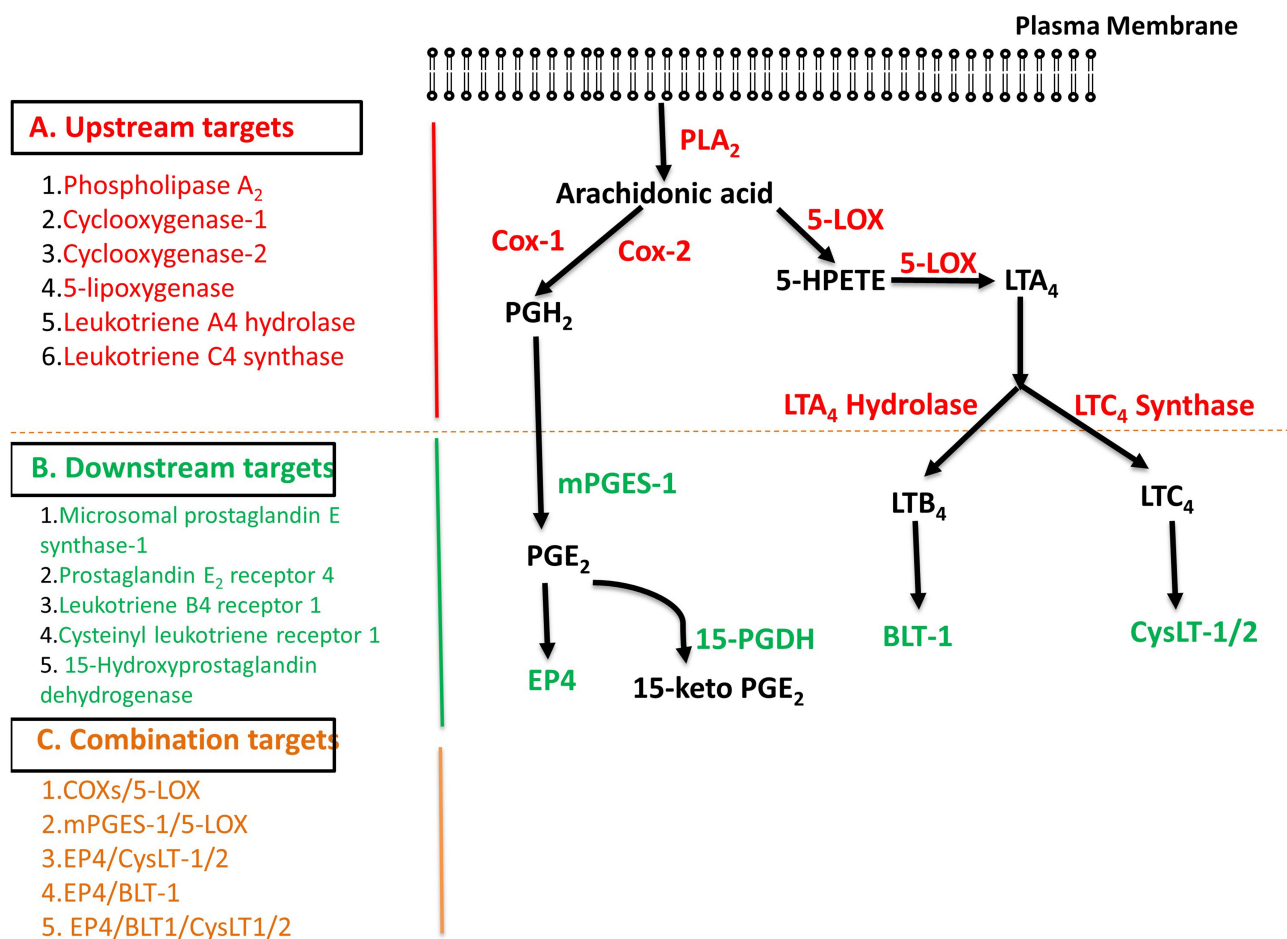 Plasma Membrane
A. Upstream targets
1.Phospholipase A₂
2.Cyclooxygenase-1
3.Cyclooxygenase-2
4.5-lipoxygenase
5.Leukotriene A4 hydrolase
6.Leukotriene C4 synthase
PLA₂
Arachidonic acid
Cox-1
Cox-2
5-LOX
5-HPETE
5-LOX
LTA₄
PGH₂
LTA₄ Hydrolase
LTC₄ Synthase
B. Downstream targets
1.Microsomal prostaglandin E
synthase-1
2.Prostaglandin E₂ receptor 4
3.Leukotriene B4 receptor 1
4.Cysteinyl leukotriene receptor 1
5. 15-Hydroxyprostaglandin
dehydrogenase
mPGES-1
LTB₄
LTC₄
PGE₂
15-PGDH
BLT-1
CysLT-1/2
EP4
15-keto PGE₂
C. Combination targets
1.COXs/5-LOX
2.mPGES-1/5-LOX
3.EP4/CysLT-1/2
4.EP4/BLT-1
5. EP4/BLT1/CysLT1/2